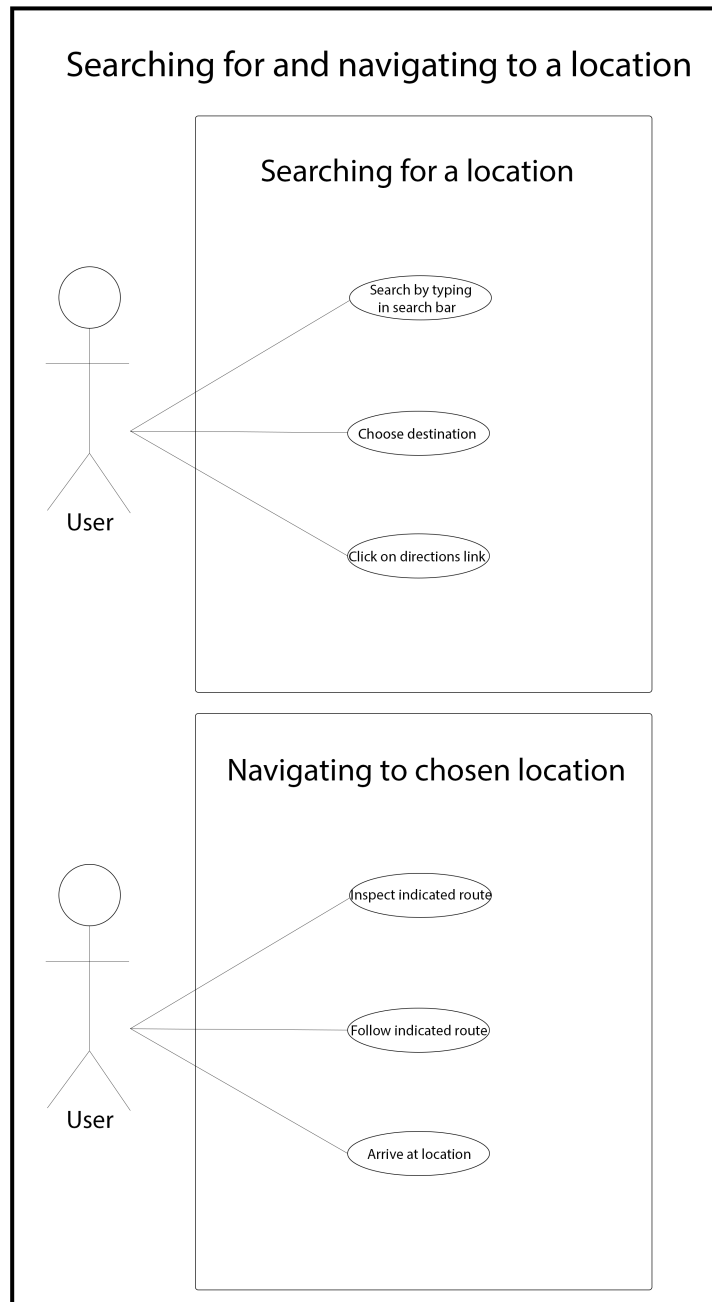 Searching for and navigating to a location
Searching for a location
Search by typing
in search bar
Choose destination
Click on directions link
User
Navigating to chosen location
Inspect indicated route
Follow indicated route
Arrive at location
User